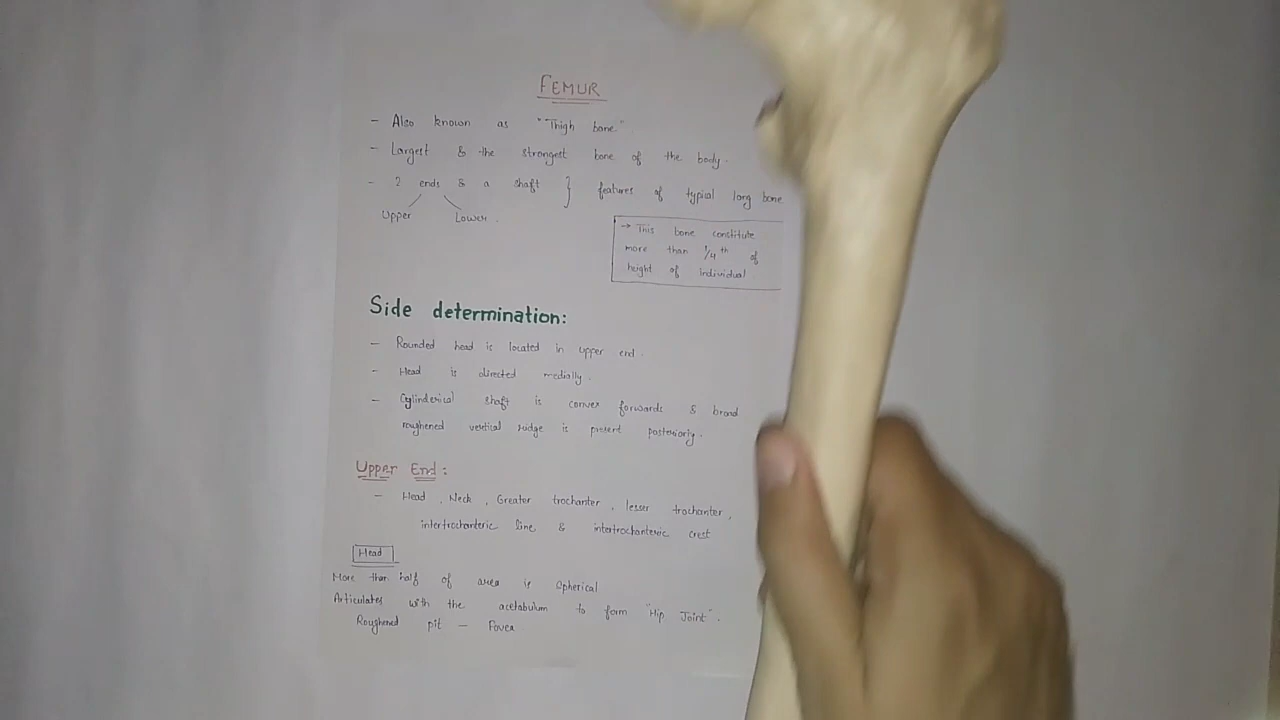 FEMUR
- Also known as "Thigh bone"
- Largest & the strongest bone of the body.
- 2 ends & a shaft } features of typical long bone
Upper Lower.
→ This bone constitute
more than 1/4th of
height of individual
Side determination:
- Rounded head is located in upper end.
- Head is directed medially.
- Cylinderical shaft is convex forwards & broad
roughened vertical ridge is present posteriorly.
Upper End:
- Head, Neck, Greater trochanter, lesser trochanter,
intertrochanteric line & intertrochanteric crest
Head
More than half of area is Spherical
Articulates with the acetabulum to form "Hip Joint".
Roughened pit - Fovea